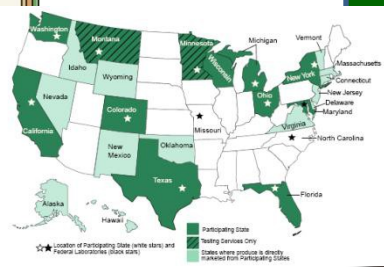 Washington
Montana
Minnesota
Michigan
Vermont
Idaho
Wisconsin
Massachusetts
Wyoming
New York
Connecticut
Nevada
New Jersey
Colorado
Ohio
Delaware
California
Maryland
Virginia
Missouri
North Carolina
New Mexico
Oklahoma
Texas
Florida
Alaska
Hawaii
Participating State
Testing Services Only
States where produce is directly
marketed from Participating States
Location of Participating State (white stars) and
Federal Laboratories (black stars)